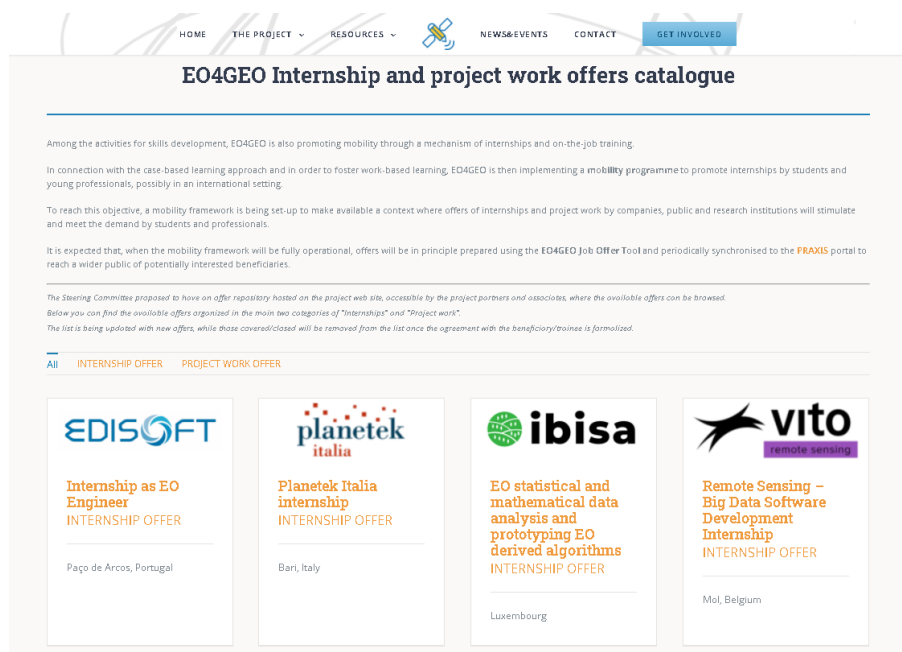 HOME THE PROJECT RESOURCES NEWS&EVENTS CONTACT GET INVOLVED
EO4GEO Internship and project work offers catalogue
Among the activities for skills development, EO4GEO is also promoting mobility through a mechanism of internships and on-the-job training.
In connection with the case-based learning approach and in order to foster work-based learning, EO4GEO is then implementing a mobility programme to promote internships by students and
young professionals, possibly in an international setting.
To reach this objective, a mobility framework is being set-up to make available a context where offers of internships and project work by companies, public and research institutions will stimulate
and meet the demand by students and professionals.
It is expected that, when the mobility framework will be fully operational, offers will be in principle prepared using the EO4GEO Job Offer Tool and periodically synchronised to the PRAXIS portal to
reach a wider public of potentially interested beneficiaries.
The Steering Committee proposed to have an offer repository hosted on the project web site, accessible by the project partners and associates, where the available offers can be browsed.
Below you can find the available offers organized in the main two categories of "Internships" and "Project work".
The list is being updated with new offers, while those covered/closed will be removed from the list once the agreement with the beneficiary/trainee is formalized.
All INTERNSHIP OFFER PROJECT WORK OFFER
EDISOFT
Internship as EO
Engineer
INTERNSHIP OFFER
Paço de Arcos, Portugal
planetek
italia
Planetek Italia
internship
INTERNSHIP OFFER
Bari, Italy
ibisa
EO statistical and
mathematical data
analysis and
prototyping EO
derived algorithms
INTERNSHIP OFFER
Luxembourg
vito
remote sensing
Remote Sensing –
Big Data Software
Development
Internship
INTERNSHIP OFFER
Mol, Belgium